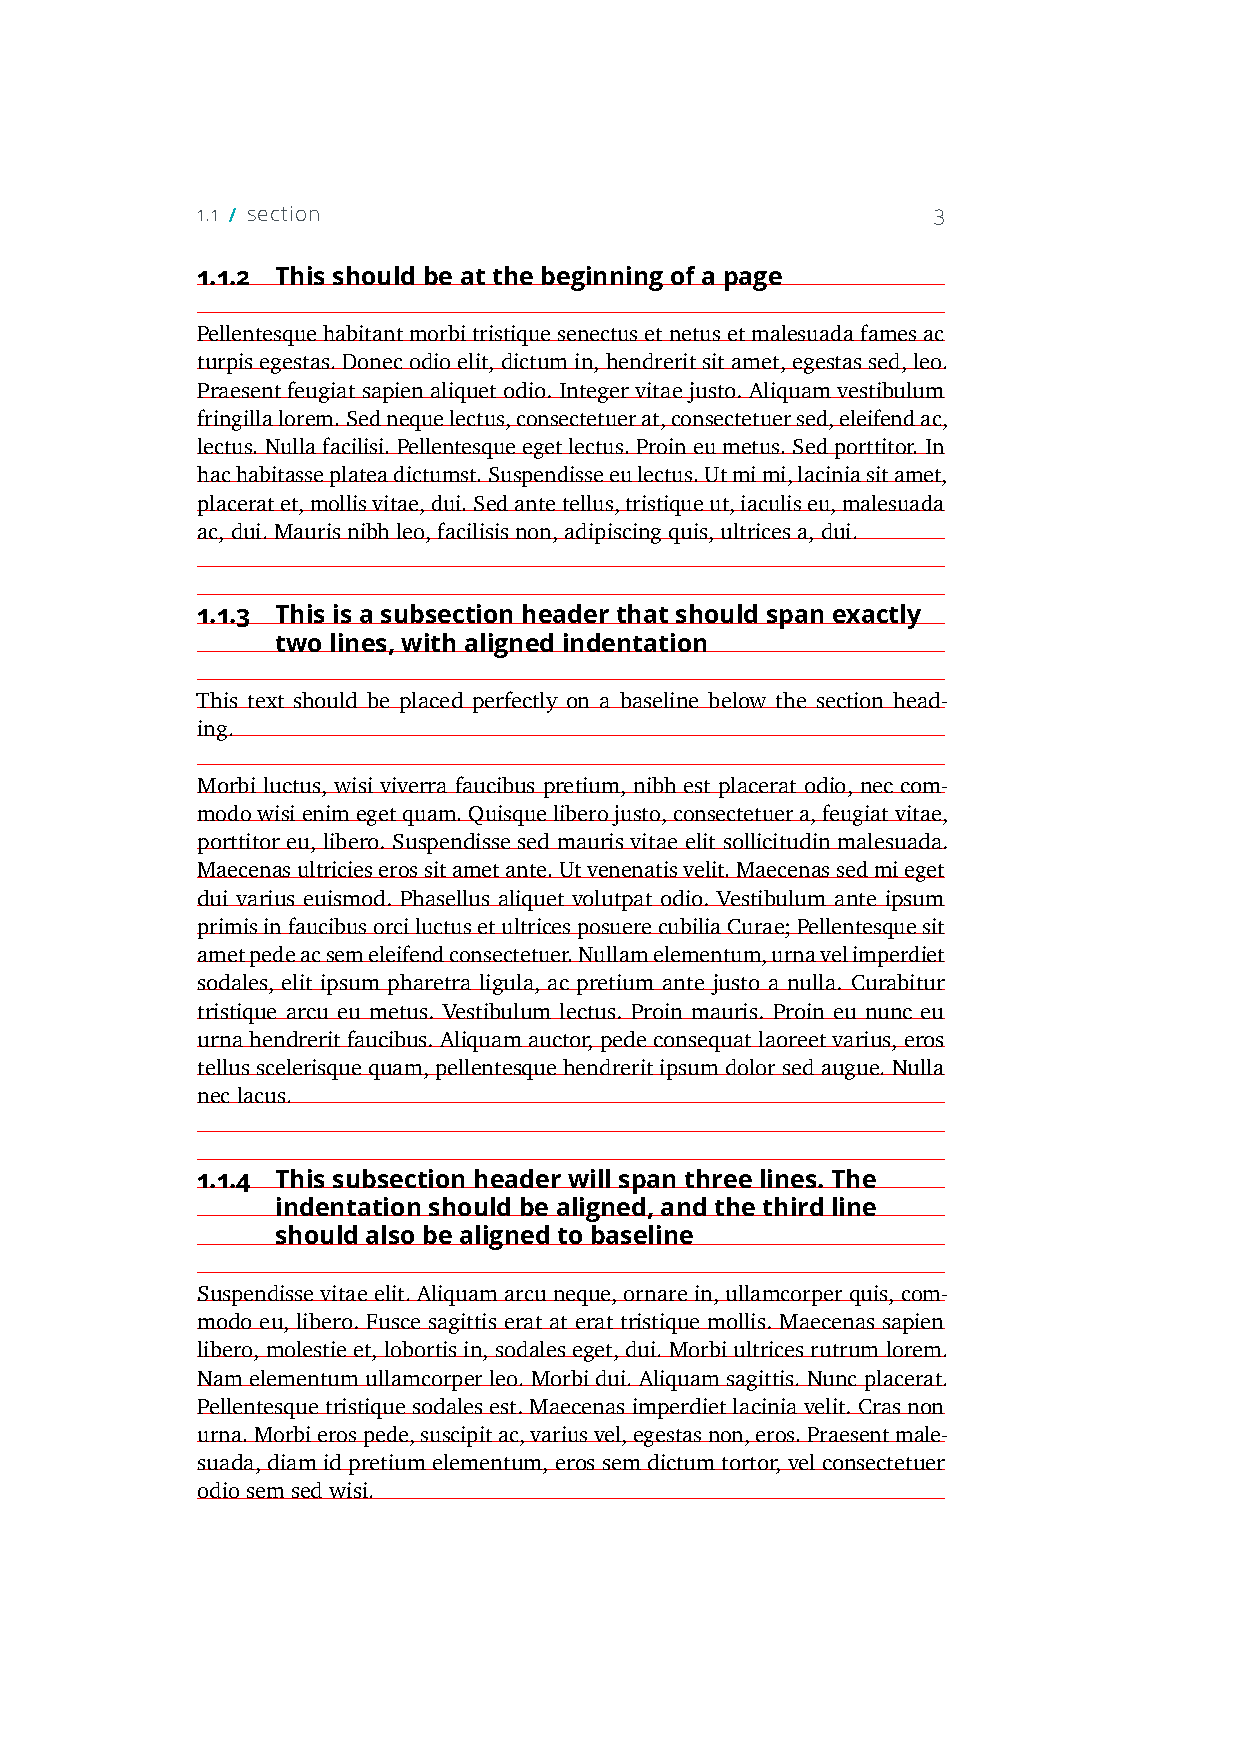 1.1 / section 3
1.1.2 This should be at the beginning of a page
Pellentesque habitant morbi tristique senectus et netus et malesuada fames ac
turpis egestas. Donec odio elit, dictum in, hendrerit sit amet, egestas sed, leo.
Praesent feugiat sapien aliquet odio. Integer vitae justo. Aliquam vestibulum
fringilla lorem. Sed neque lectus, consectetuer at, consectetuer sed, eleifend ac,
lectus. Nulla facilisi. Pellentesque eget lectus. Proin eu metus. Sed porttitor. In
hac habitasse platea dictumst. Suspendisse eu lectus. Ut mi mi, lacinia sit amet,
placerat et, mollis vitae, dui. Sed ante tellus, tristique ut, iaculis eu, malesuada
ac, dui. Mauris nibh leo, facilisis non, adipiscing quis, ultrices a, dui.
1.1.3 This is a subsection header that should span exactly
two lines, with aligned indentation
This text should be placed perfectly on a baseline below the section head-
ing.
Morbi luctus, wisi viverra faucibus pretium, nibh est placerat odio, nec com-
modo wisi enim eget quam. Quisque libero justo, consectetuer a, feugiat vitae,
porttitor eu, libero. Suspendisse sed mauris vitae elit sollicitudin malesuada.
Maecenas ultricies eros sit amet ante. Ut venenatis velit. Maecenas sed mi eget
dui varius euismod. Phasellus aliquet volutpat odio. Vestibulum ante ipsum
primis in faucibus orci luctus et ultrices posuere cubilia Curae; Pellentesque sit
amet pede ac sem eleifend consectetuer. Nullam elementum, urna vel imperdiet
sodales, elit ipsum pharetra ligula, ac pretium ante justo a nulla. Curabitur
tristique arcu eu metus. Vestibulum lectus. Proin mauris. Proin eu nunc eu
urna hendrerit faucibus. Aliquam auctor, pede consequat laoreet varius, eros
tellus scelerisque quam, pellentesque hendrerit ipsum dolor sed augue. Nulla
nec lacus.
1.1.4 This subsection header will span three lines. The
indentation should be aligned, and the third line
should also be aligned to baseline
Suspendisse vitae elit. Aliquam arcu neque, ornare in, ullamcorper quis, com-
modo eu, libero. Fusce sagittis erat at erat tristique mollis. Maecenas sapien
libero, molestie et, lobortis in, sodales eget, dui. Morbi ultrices rutrum lorem.
Nam elementum ullamcorper leo. Morbi dui. Aliquam sagittis. Nunc placerat.
Pellentesque tristique sodales est. Maecenas imperdiet lacinia velit. Cras non
urna. Morbi eros pede, suscipit ac, varius vel, egestas non, eros. Praesent male-
suada, diam id pretium elementum, eros sem dictum tortor, vel consectetuer
odio sem sed wisi.